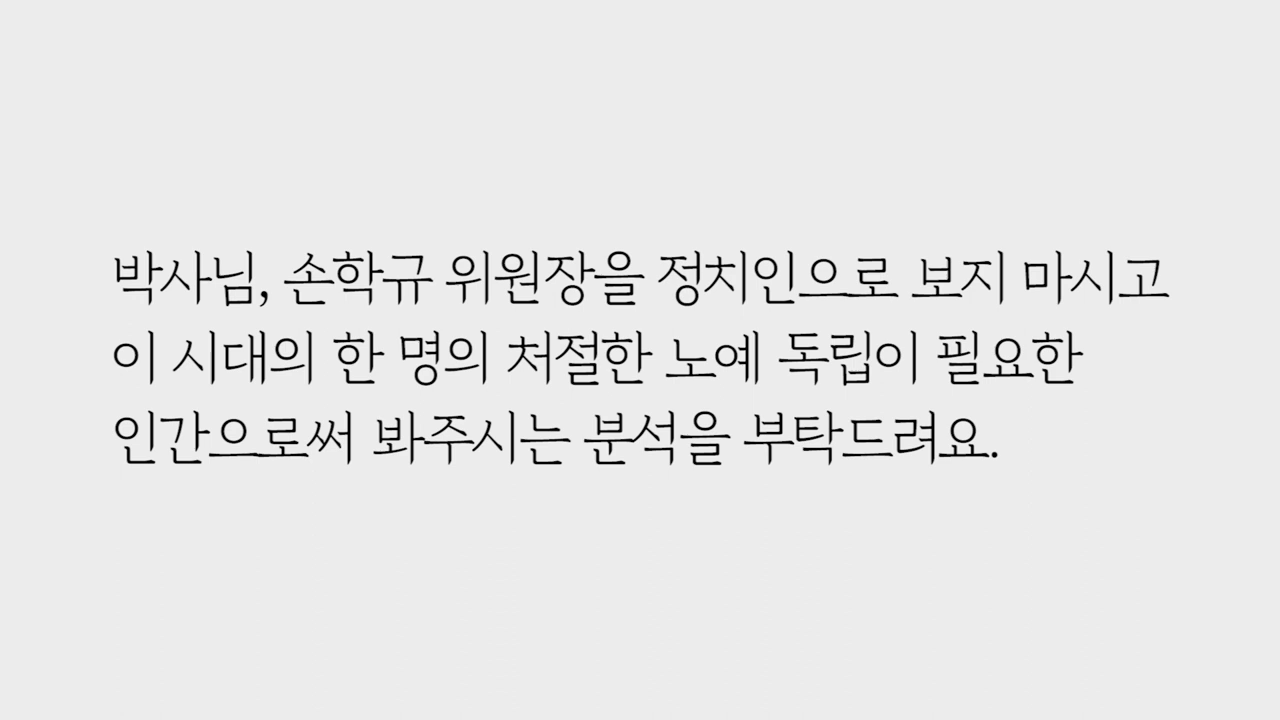 박사님, 손학규 위원장을 정치인으로 보지 마시고
이 시대의 한 명의 처절한 노예 독립이 필요한
인간으로써 봐주시는 분석을 부탁드려요.